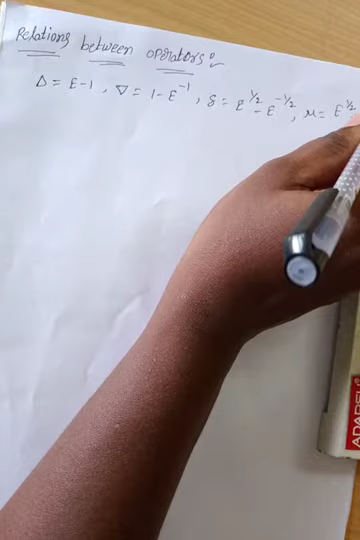 Relations between operators :-
Δ = E-1 , ∇ = 1- E⁻¹ , δ = E^½ - E^-½ , μ = E^½